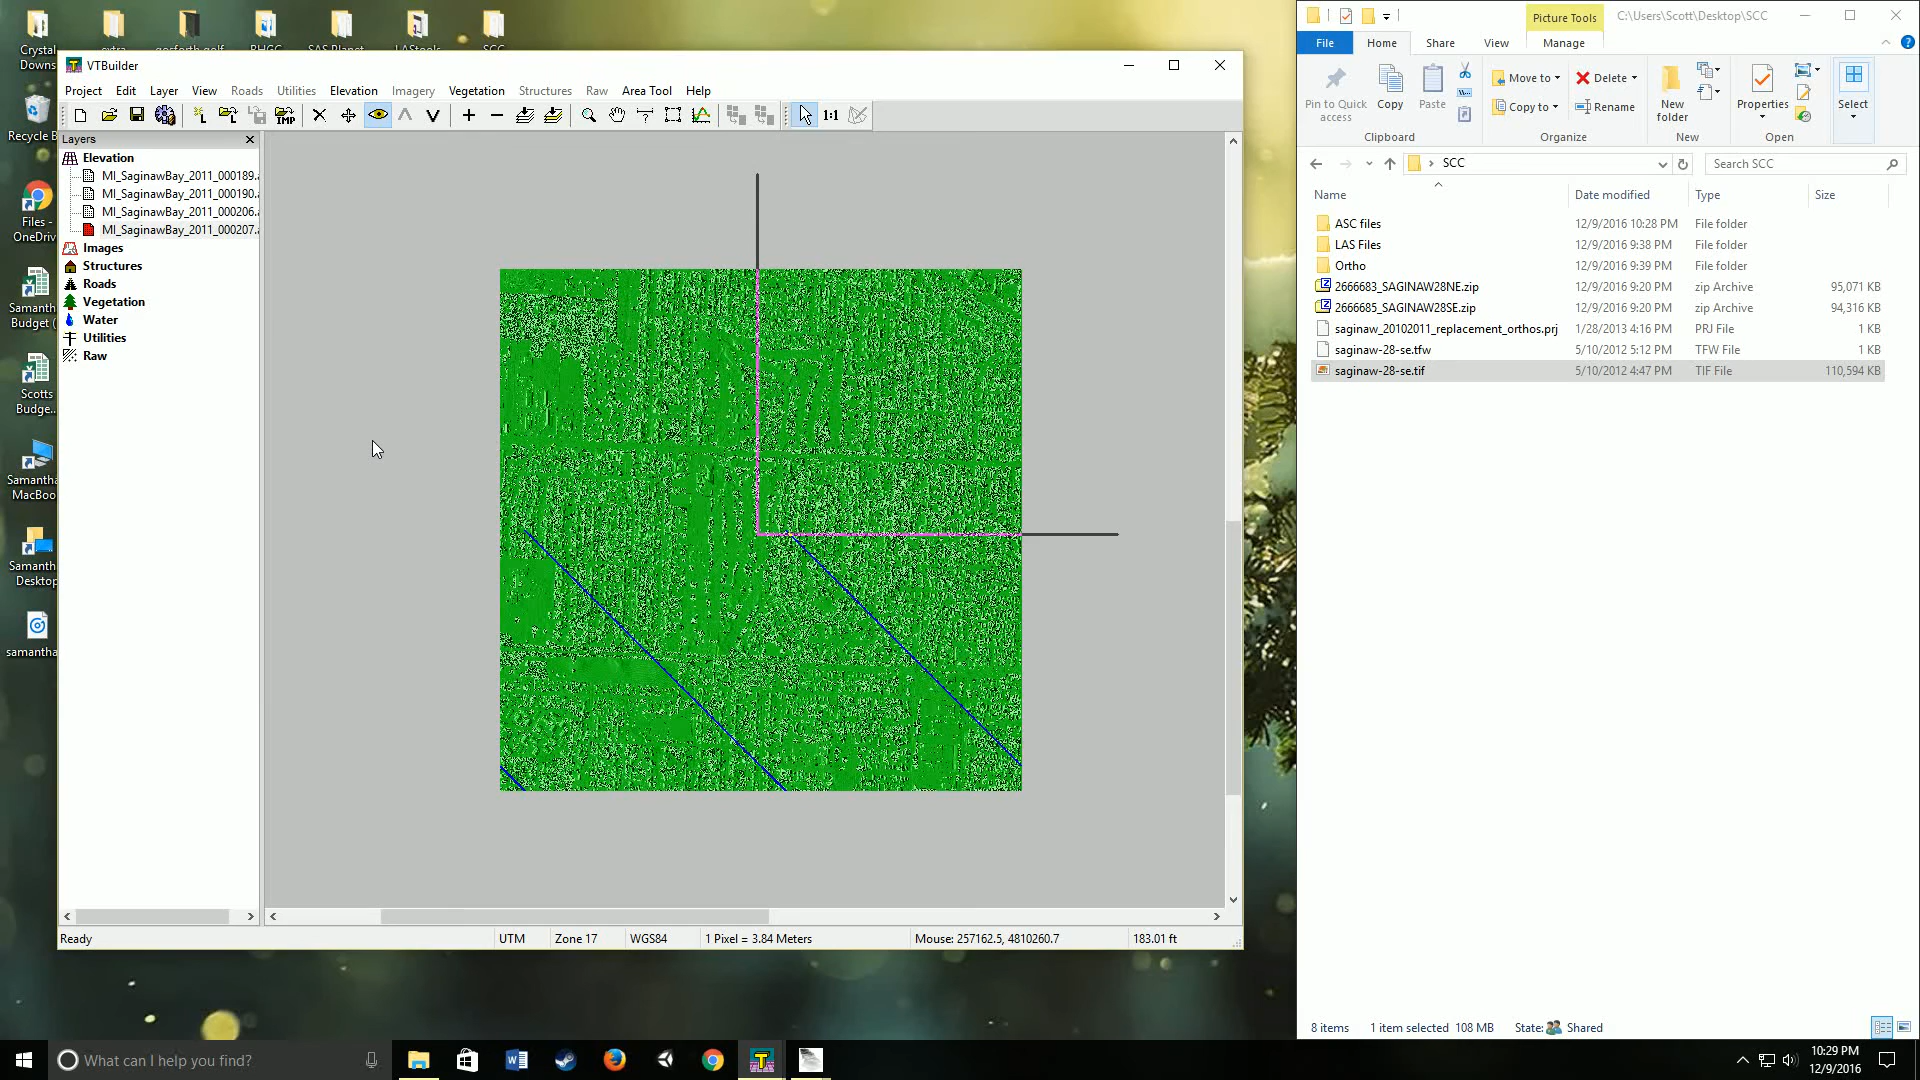 Crystal Downs
extra
gosforth golf
RHGC
SAS.Planet
LAStools
SCC
Recycle B
Files - OneDriv
Samanth Budget (
Scotts Budge...
Samanth MacBoo
Samanth Desktop
samantha
VTBuilder
Project Edit Layer View Roads Utilities Elevation Imagery Vegetation Structures Raw Area Tool Help
IMP
1:1
Layers
Elevation
MI_SaginawBay_2011_000189.
MI_SaginawBay_2011_000190.
MI_SaginawBay_2011_000206.
MI_SaginawBay_2011_000207.
Images
Structures
Roads
Vegetation
Water
Utilities
Raw
Ready UTM Zone 17 WGS84 1 Pixel = 3.84 Meters Mouse: 257162.5, 4810260.7 183.01 ft
Picture Tools C:\Users\Scott\Desktop\SCC
File Home Share View Manage
Pin to Quick access
Copy
Paste
Move to
Copy to
Delete
Rename
New folder
Properties
Select
Clipboard Organize New Open
SCC
Search SCC
Name Date modified Type Size
ASC files 12/9/2016 10:28 PM File folder
LAS Files 12/9/2016 9:38 PM File folder
Ortho 12/9/2016 9:39 PM File folder
2666683_SAGINAW28NE.zip 12/9/2016 9:20 PM zip Archive 95,071 KB
2666685_SAGINAW28SE.zip 12/9/2016 9:20 PM zip Archive 94,316 KB
saginaw_20102011_replacement_orthos.prj 1/28/2013 4:16 PM PRJ File 1 KB
saginaw-28-se.tfw 5/10/2012 5:12 PM TFW File 1 KB
saginaw-28-se.tif 5/10/2012 4:47 PM TIF File 110,594 KB
8 items 1 item selected 108 MB State: Shared
What can I help you find?
10:29 PM
12/9/2016